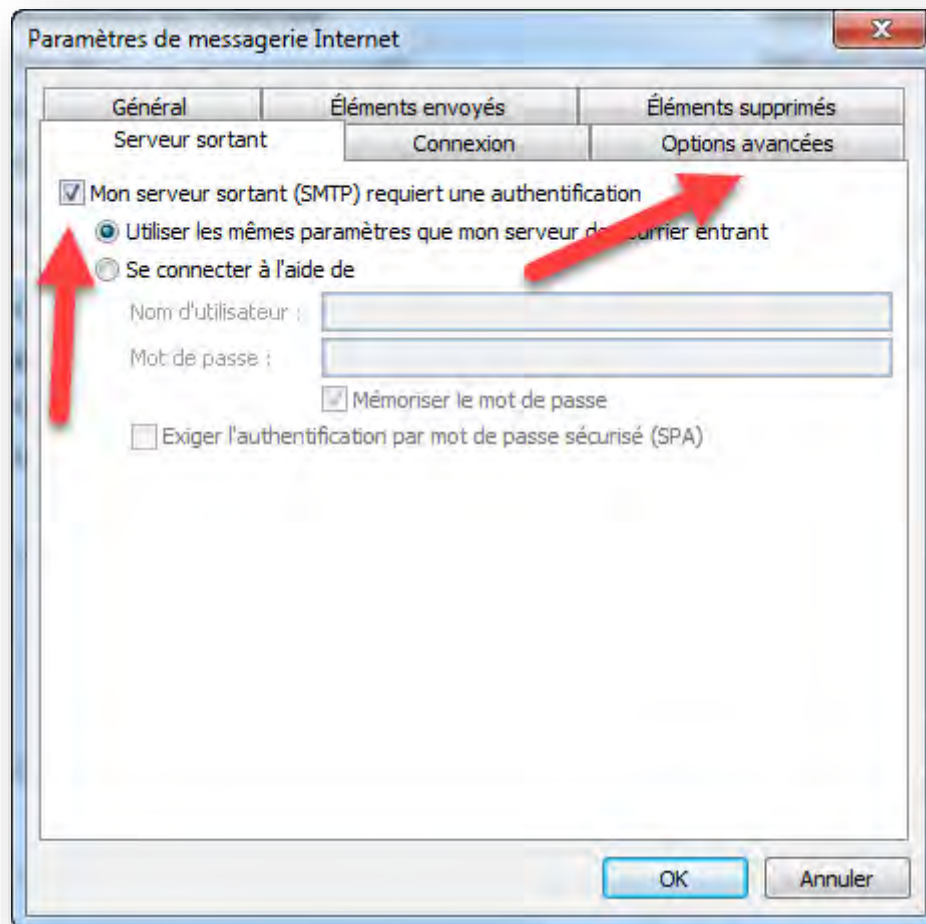 Paramètres de messagerie Internet
Général Éléments envoyés Éléments supprimés
Serveur sortant Connexion Options avancées
Mon serveur sortant (SMTP) requiert une authentification
Utiliser les mêmes paramètres que mon serveur de courrier entrant
Se connecter à l'aide de
Nom d'utilisateur :
Mot de passe :
Mémoriser le mot de passe
Exiger l'authentification par mot de passe sécurisé (SPA)
OK Annuler